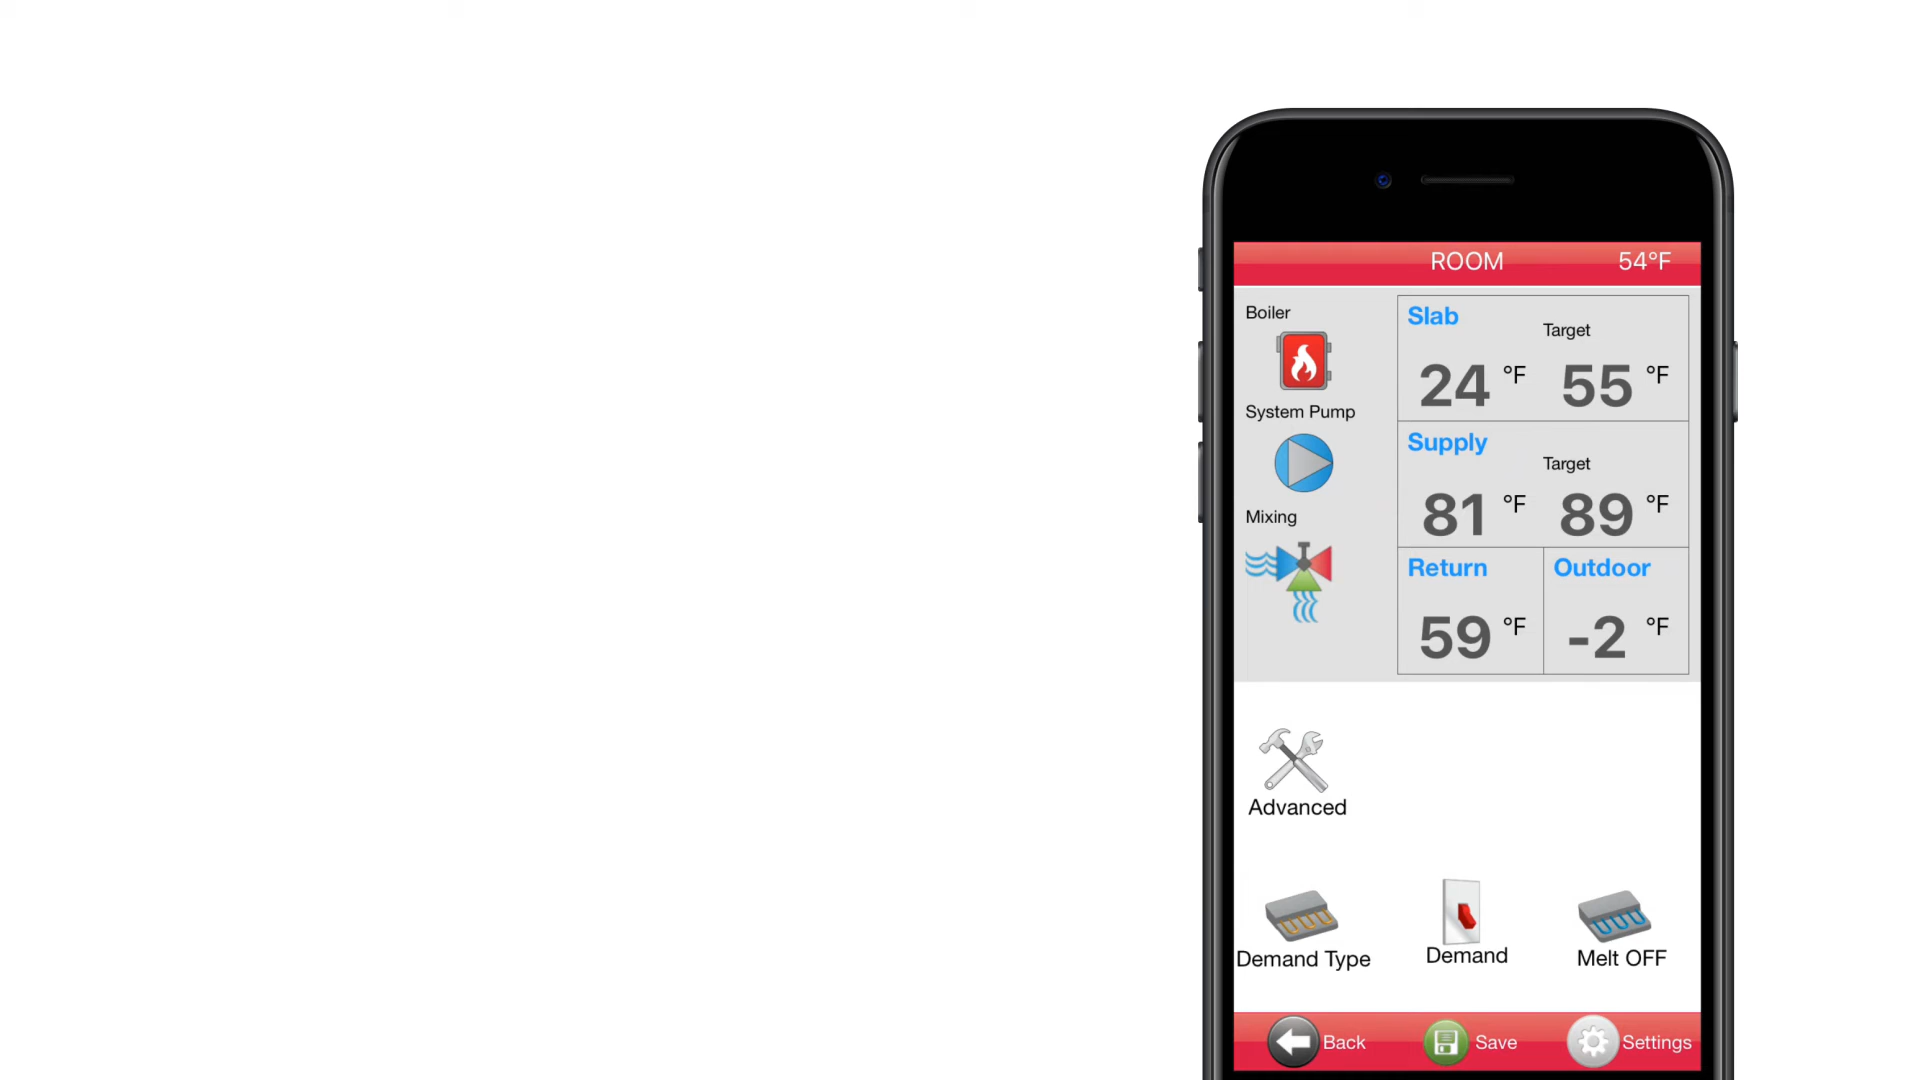 ROOM 54°F
Boiler
System Pump
Mixing
Slab
Target
24 °F 55 °F
Supply
Target
81 °F 89 °F
Return Outdoor
59 °F -2 °F
Advanced
Demand Type Demand Melt OFF
Back Save Settings